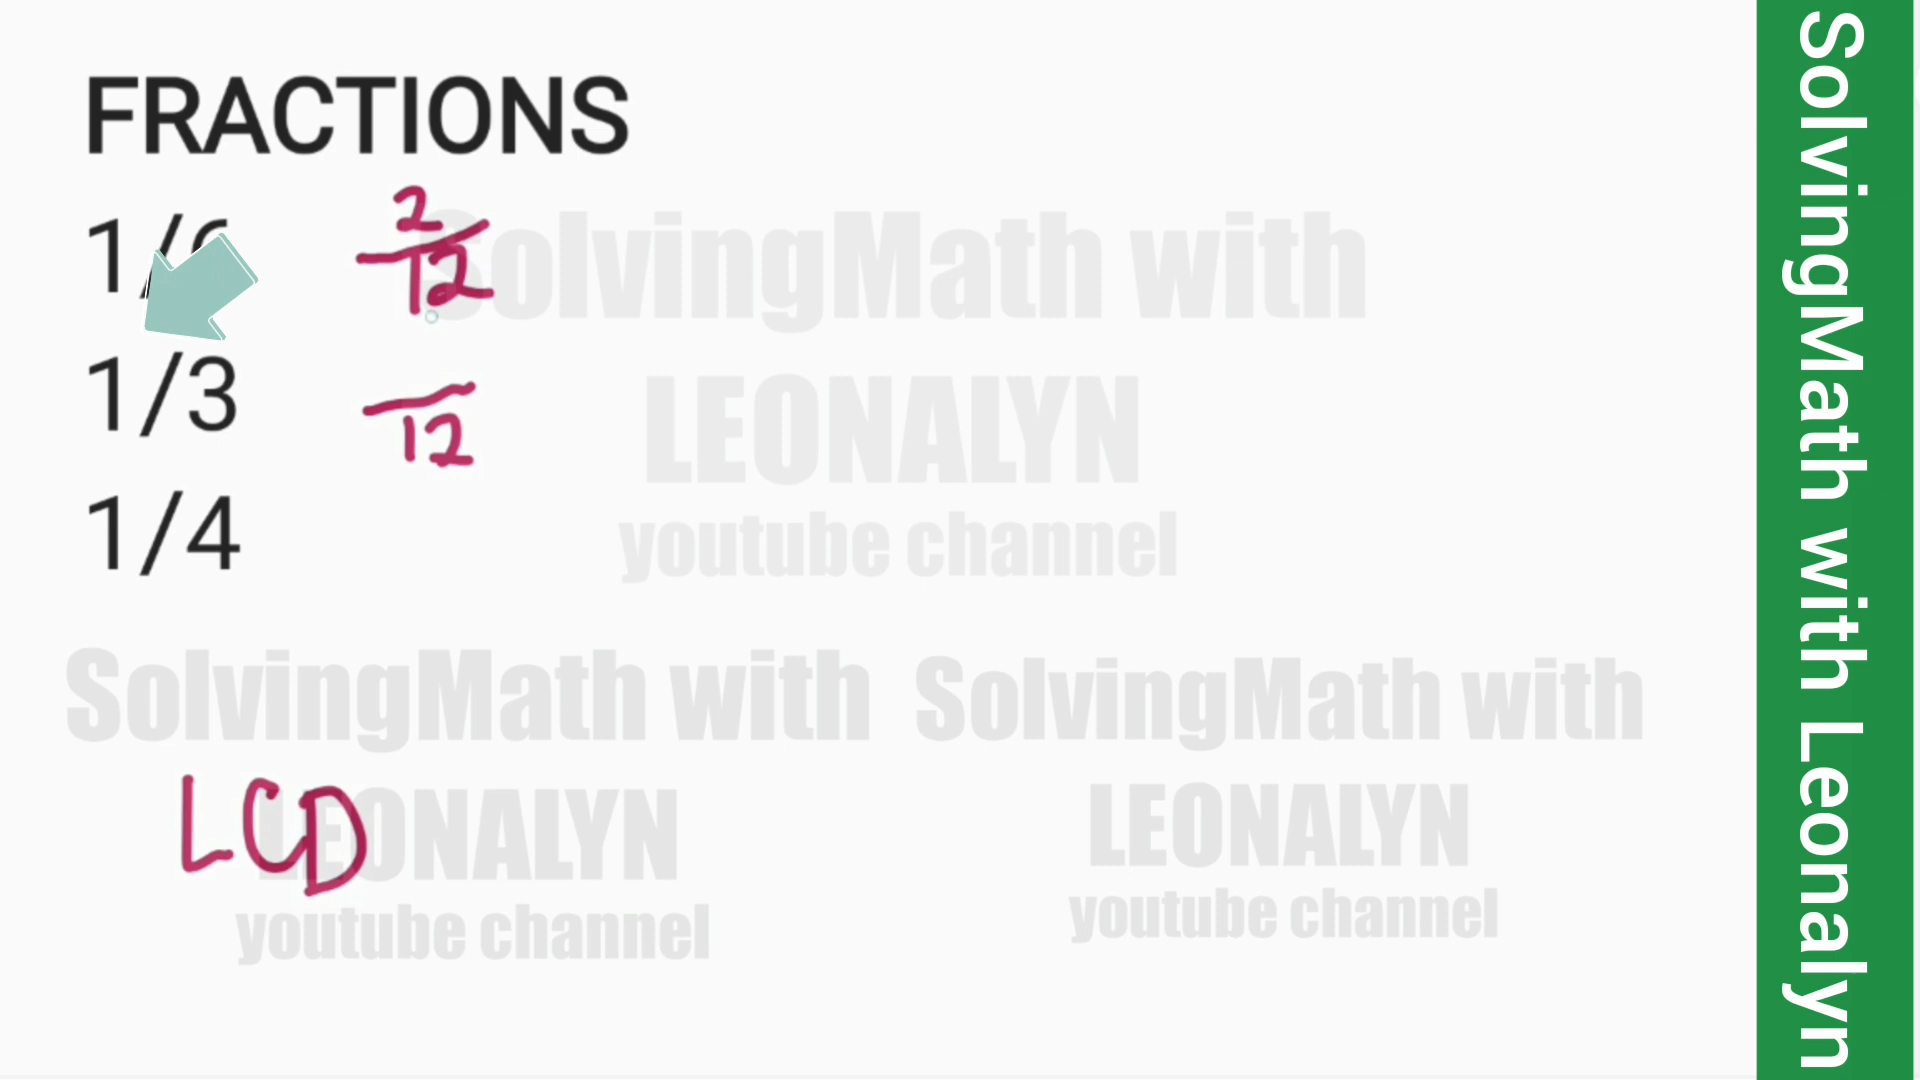 FRACTIONS
1/6
2/12
1/3
/12
1/4
SolvingMath with
LEONALYN
youtube channel
SolvingMath with
LEONALYN
youtube channel
SolvingMath with
LEONALYN
youtube channel
LCD
SolvingMath with Leonalyn